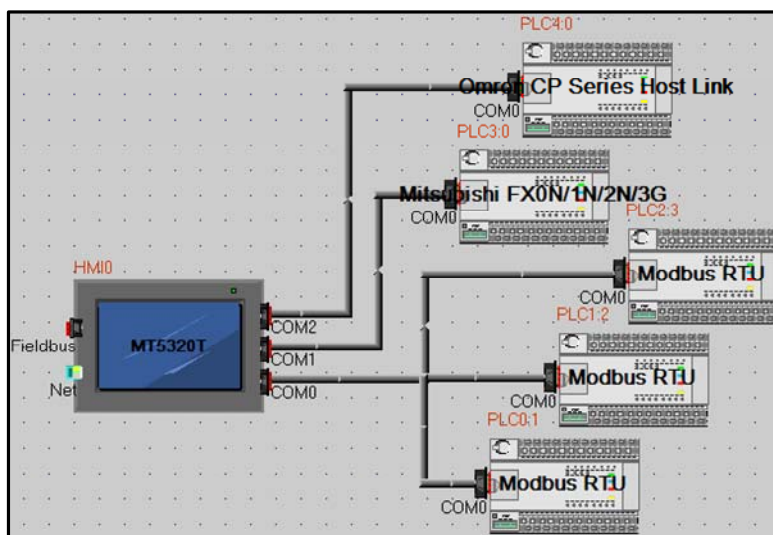 PLC4:0
Omron CP Series Host Link
COM0
PLC3:0
Mitsubishi FX0N/1N/2N/3G
COM0
PLC2:3
HMI0
Modbus RTU
COM0
PLC1:2
COM2
Fieldbus
MT5320T
COM1
Modbus RTU
Net
COM0
COM0
PLC0:1
Modbus RTU
COM0